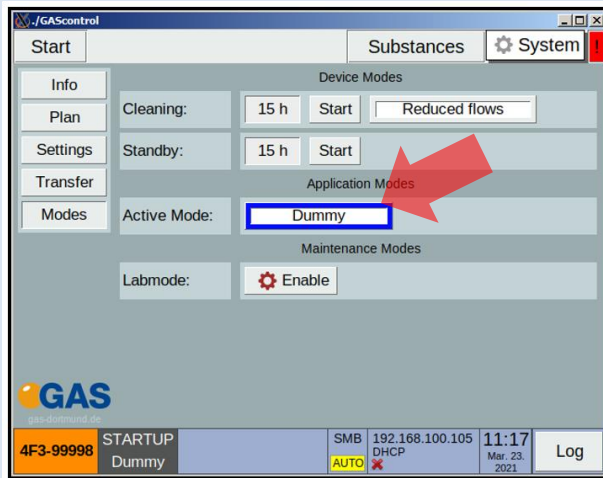 ./GAScontrol
Start
Substances
System
!
Info
Plan
Settings
Transfer
Modes
Device Modes
Cleaning:
15 h
Start
Reduced flows
Standby:
15 h
Start
Application Modes
Active Mode:
Dummy
Maintenance Modes
Labmode:
Enable
GAS
gas-dortmund.de
4F3-99998
STARTUP
Dummy
SMB
AUTO
192.168.100.105
DHCP
11:17
Mar. 23.
2021
Log